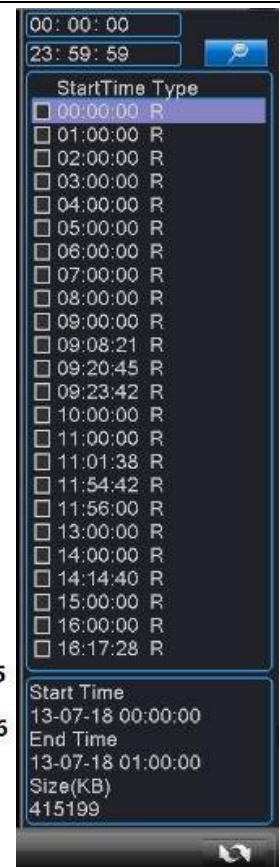 00: 00: 00
23: 59: 59
StartTime Type
00:00:00 R
01:00:00 R
02:00:00 R
03:00:00 R
04:00:00 R
05:00:00 R
06:00:00 R
07:00:00 R
08:00:00 R
09:00:00 R
09:08:21 R
09:20:45 R
09:23:42 R
10:00:00 R
11:00:00 R
11:01:38 R
11:54:42 R
11:56:00 R
13:00:00 R
14:00:00 R
14:14:40 R
15:00:00 R
16:00:00 R
16:17:28 R
5
Start Time
6
13-07-18 00:00:00
End Time
13-07-18 01:00:00
Size(KB)
415199